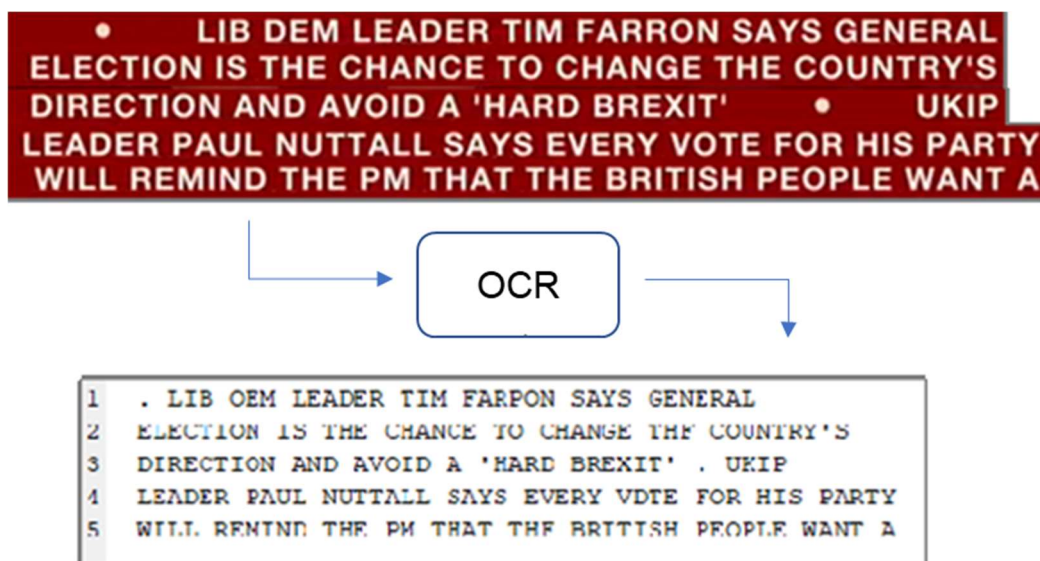 • LIB DEM LEADER TIM FARRON SAYS GENERAL
ELECTION IS THE CHANCE TO CHANGE THE COUNTRY'S
DIRECTION AND AVOID A 'HARD BREXIT' • UKIP
LEADER PAUL NUTTALL SAYS EVERY VOTE FOR HIS PARTY
WILL REMIND THE PM THAT THE BRITISH PEOPLE WANT A
OCR
1 . LIB OEM LEADER TIM FARPON SAYS GENERAL
2 ELECTION IS THE CHANCE TO CHANGE THF COUNTRY'S
3 DIRECTION AND AVOID A 'HARD BREXIT' . UKIP
4 LEADER PAUL NUTTALL SAYS EVERY VDTE FOR HIS PARTY
5 WILL REMIND THE PM THAT THE BRITISH PEOPLE WANT A